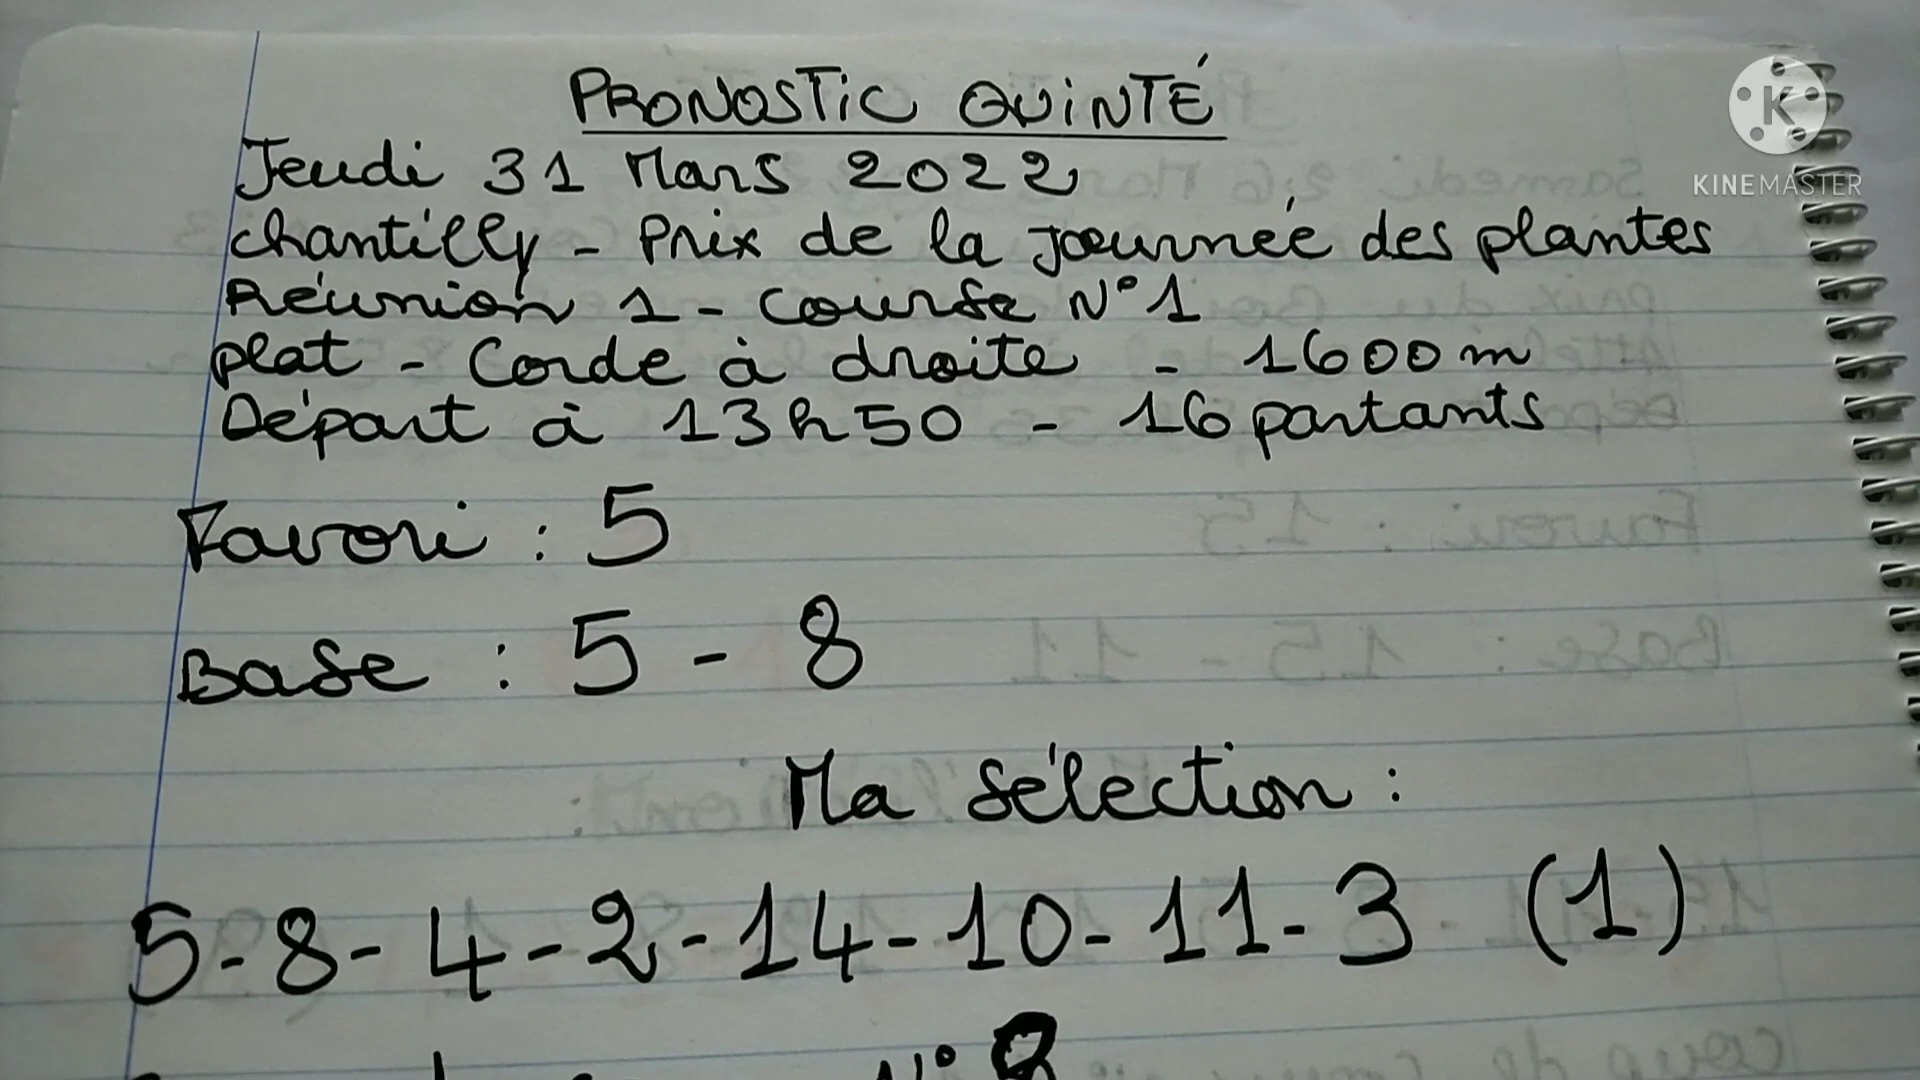 PRONOSTIC QUINTÉ
Jeudi 31 Mars 2022
chantilly - Prix de la Journée des plantes
Réunion 1 - Course N°1
plat - Corde à droite - 1600m
Départ à 13h50 - 16 partants
Favori : 5
Base : 5 - 8
Ma sélection :
5-8-4-2-14-10-11-3 (1)
N°
K
KINEMASTER